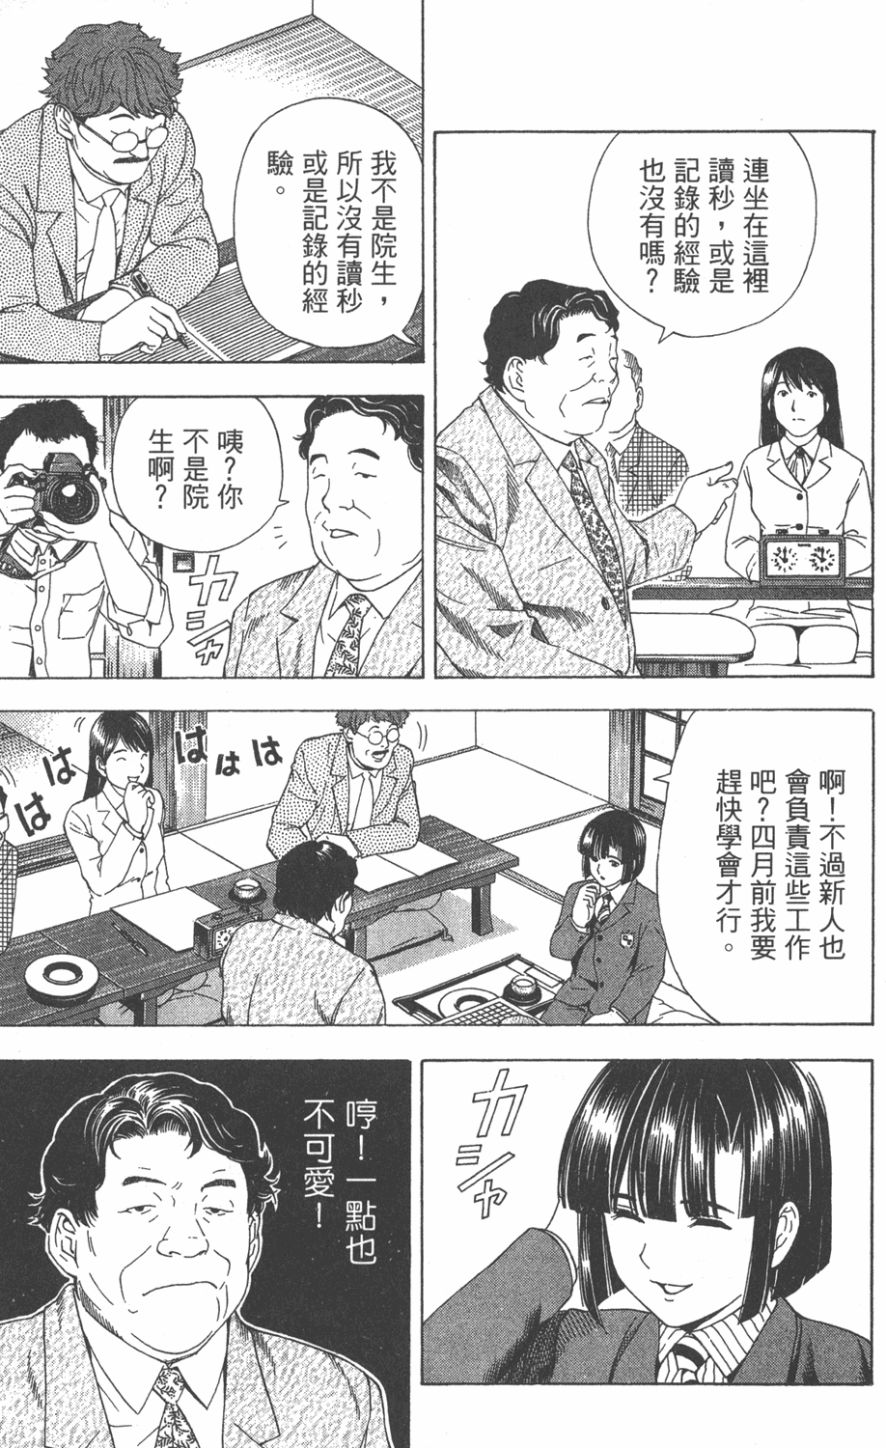 連坐在這裡
讀秒，或是
記錄的經驗
也沒有嗎？
我不是院生，
所以沒有讀秒
或是記錄的經
驗。
咦？你
不是院
生啊？
カシャ
啊！不過新人也
會負責這些工作
吧？四月前我要
趕快學會才行。
は
は
は
は
は
カシャ
哼！一點也
不可愛！